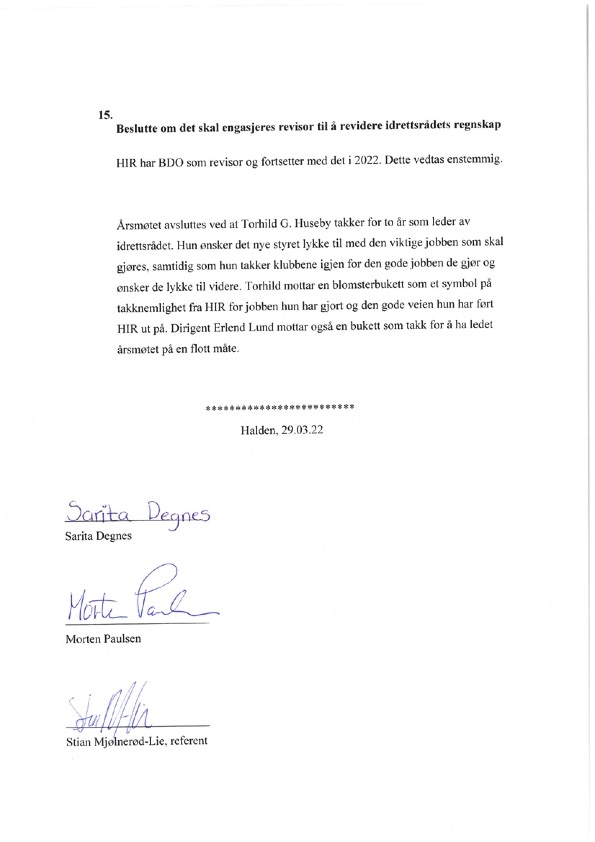 15.
Beslutte om det skal engasjeres revisor til å revidere idrettsrådets regnskap
HIR har BDO som revisor og fortsetter med det i 2022. Dette vedtas enstemmig.
Årsmøtet avsluttes ved at Torhild G. Huseby takker for to år som leder av
idrettsrådet. Hun ønsker det nye styret lykke til med den viktige jobben som skal
gjøres, samtidig som hun takker klubbene igjen for den gode jobben de gjør og
ønsker de lykke til videre. Torhild mottar en blomsterbukett som et symbol på
takknemlighet fra HIR for jobben hun har gjort og den gode veien hun har ført
HIR ut på. Dirigent Erlend Lund mottar også en bukett som takk for å ha ledet
årsmøtet på en flott måte.
*************************
Halden, 29.03.22
Sarita Degnes
Sarita Degnes
Morten Paulsen
Morten Paulsen
Stian Mjølnerød-Lie, referent